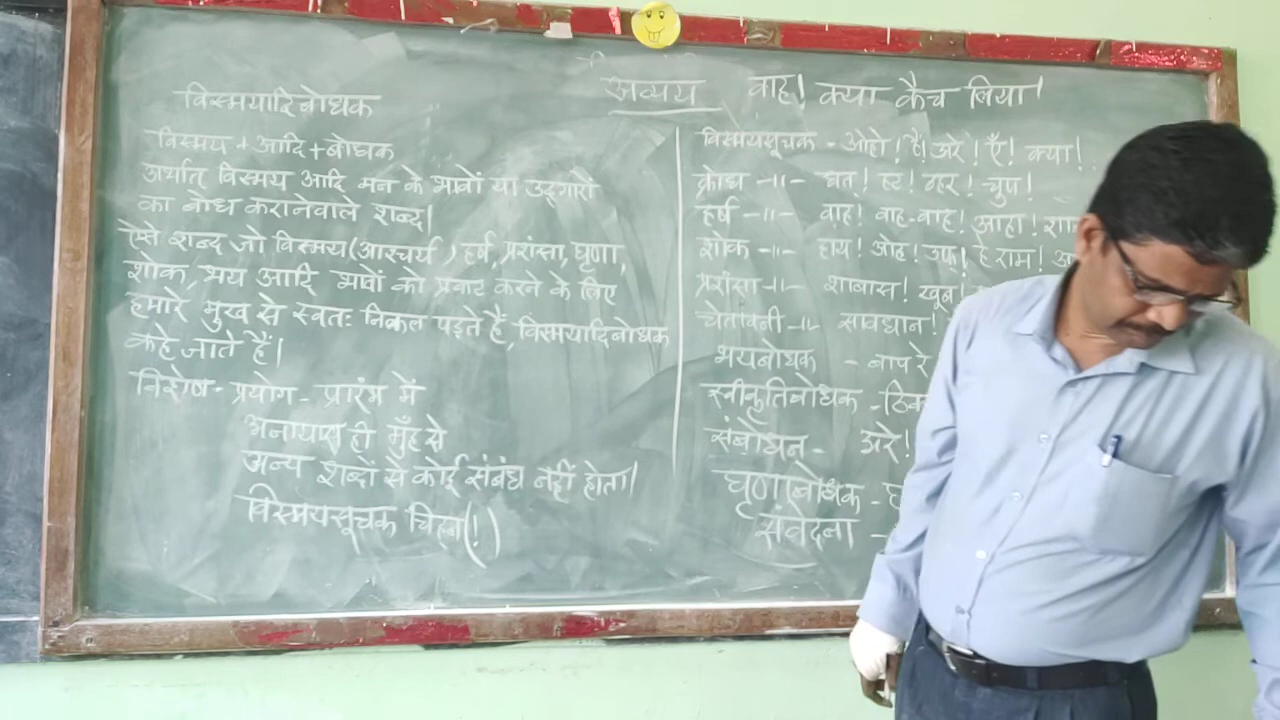 अव्यय वाह! क्या कैच लिया!
विस्मयादिबोधक
विस्मय + आदि + बोधक
अर्थात् विस्मय आदि मन के भावों या उद्गारों
का बोध करानेवाले शब्द।
ऐसे शब्द जो विस्मय (आश्चर्य) हर्ष, प्रशंसा, घृणा,
शोक, भय आदि भावों को प्रकट करने के लिए
हमारे मुख से स्वतः निकल पड़ते हैं, विस्मयादिबोधक
कहे जाते हैं।
प्रयोग - प्रारंभ में
अनायास ही मुँह से
अन्य शब्दों से कोई संबंध नहीं होता।
विस्मयसूचक चिह्न (!)
विस्मयसूचक - ओहो! हैं! अरे! ऐँ! क्या!
क्रोध -"- धत्! हट! चुप!
हर्ष -"- वाह! वाह-वाह! आहा!
शोक -"- हाय! ओह! उफ़! हे राम!
प्रशंसा -"- शाबास! खूब!
चेतावनी -"- सावधान!
भयबोधक - बाप रे
स्वीकृतिबोधक -
संबोधन - अरे!
घृणाबोधक -
संवेदना -